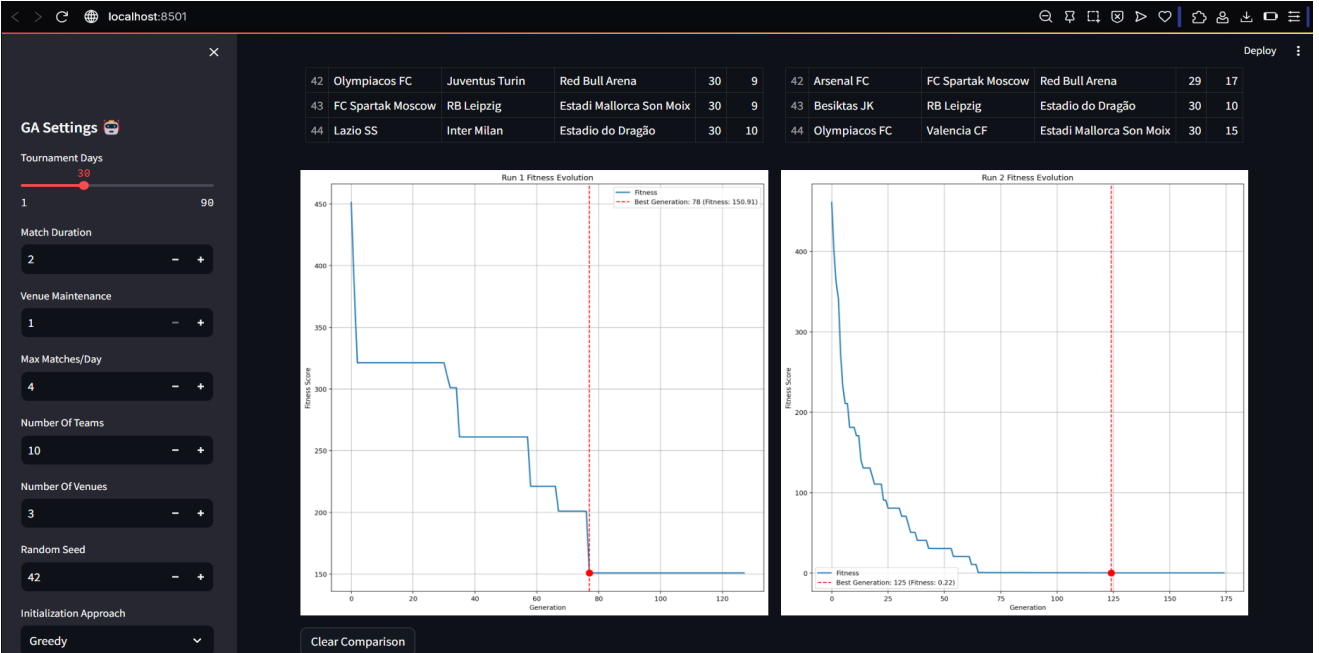 localhost:8501
Deploy
GA Settings
Tournament Days
30
1 90
Match Duration
2 - +
Venue Maintenance
1 - +
Max Matches/Day
4 - +
Number Of Teams
10 - +
Number Of Venues
3 - +
Random Seed
42 - +
Initialization Approach
Greedy
42 Olympiacos FC Juventus Turin Red Bull Arena 30 9
43 FC Spartak Moscow RB Leipzig Estadi Mallorca Son Moix 30 9
44 Lazio SS Inter Milan Estadio do Dragão 30 10
42 Arsenal FC FC Spartak Moscow Red Bull Arena 29 17
43 Besiktas JK RB Leipzig Estadio do Dragão 30 10
44 Olympiacos FC Valencia CF Estadi Mallorca Son Moix 30 15
Run 1 Fitness Evolution
Fitness
Best Generation: 78 (Fitness: 150.91)
Fitness Score
450
400
350
300
250
200
150
0 20 40 60 80 100 120
Generation
Run 2 Fitness Evolution
Fitness Score
400
300
200
100
0
Fitness
Best Generation: 125 (Fitness: 0.22)
0 25 50 75 100 125 150 175
Generation
Clear Comparison